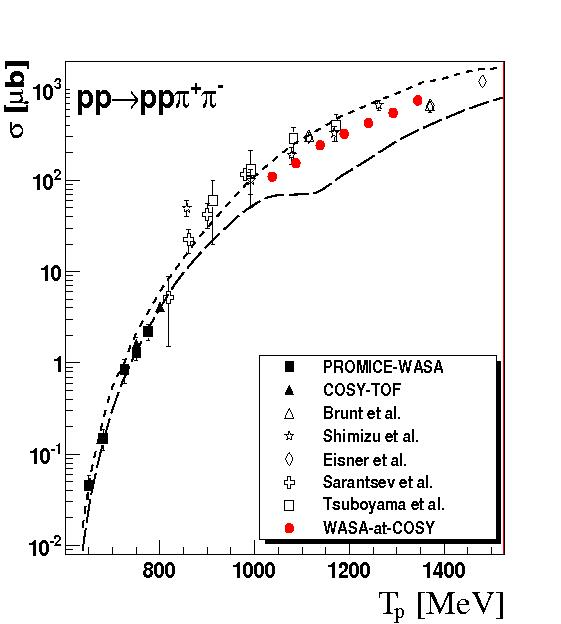 σ [μb]
pp→ppπ⁺π⁻
10³
10²
10
1
10⁻¹
10⁻²
PROMICE-WASA
COSY-TOF
Brunt et al.
Shimizu et al.
Eisner et al.
Sarantsev et al.
Tsuboyama et al.
WASA-at-COSY
800 1000 1200 1400
Tₚ [MeV]